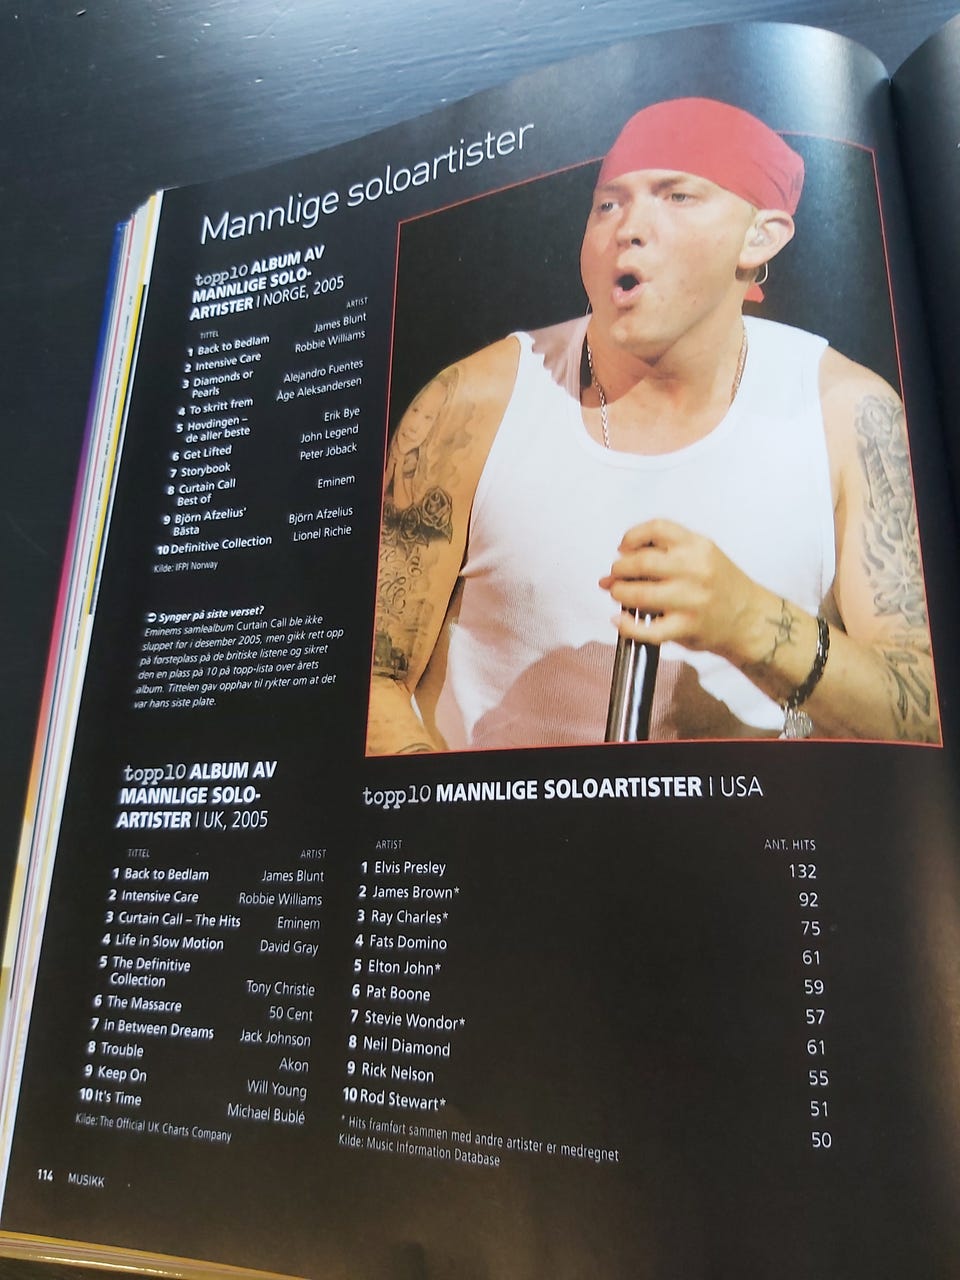 Mannlige soloartister
topp10 ALBUM AV
MANNLIGE SOLO-
ARTISTER I NORGE, 2005
TITTEL ARTIST
1 Back to Bedlam James Blunt
2 Intensive Care Robbie Williams
3 Diamonds or
Pearls Alejandro Fuentes
4 To skritt frem Åge Aleksandersen
5 Høvdingen –
de aller beste Erik Bye
6 Get Lifted John Legend
7 Storybook Peter Jöback
8 Curtain Call
Best of Eminem
9 Björn Afzelius'
Bästa Björn Afzelius
10 Definitive Collection Lionel Richie
Kilde: IFPI Norway
Synger på siste verset?
Eminems samlealbum Curtain Call ble ikke
sluppet før i desember 2005, men gikk rett opp
på førsteplass på de britiske listene og sikret
den en plass på 10 på topp-lista over årets
album. Tittelen gav opphav til rykter om at det
var hans siste plate.
topp10 ALBUM AV
MANNLIGE SOLO-
ARTISTER I UK, 2005
TITTEL ARTIST
1 Back to Bedlam James Blunt
2 Intensive Care Robbie Williams
3 Curtain Call – The Hits Eminem
4 Life in Slow Motion David Gray
5 The Definitive
Collection Tony Christie
6 The Massacre 50 Cent
7 in Between Dreams Jack Johnson
8 Trouble Akon
9 Keep On Will Young
10 It's Time Michael Bublé
Kilde: The Official UK Charts Company
topp10 MANNLIGE SOLOARTISTER I USA
ARTIST ANT. HITS
1 Elvis Presley 132
2 James Brown* 92
3 Ray Charles* 75
4 Fats Domino 61
5 Elton John* 59
6 Pat Boone 57
7 Stevie Wondor* 61
8 Neil Diamond 55
9 Rick Nelson 51
10 Rod Stewart* 50
* Hits framført sammen med andre artister er medregnet
Kilde: Music Information Database
114 MUSIKK